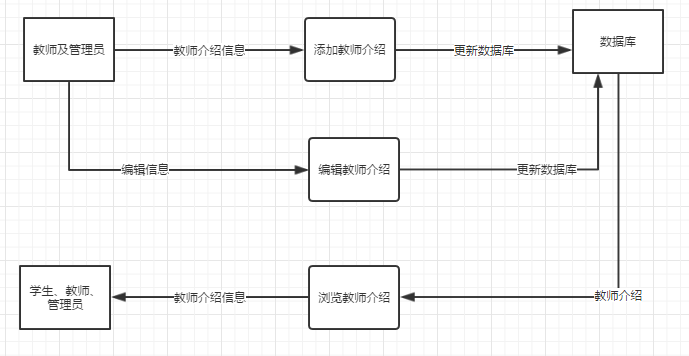 教师及管理员
教师介绍信息
添加教师介绍
更新数据库
数据库
编辑信息
编辑教师介绍
更新数据库
学生、教师、
管理员
教师介绍信息
浏览教师介绍
教师介绍